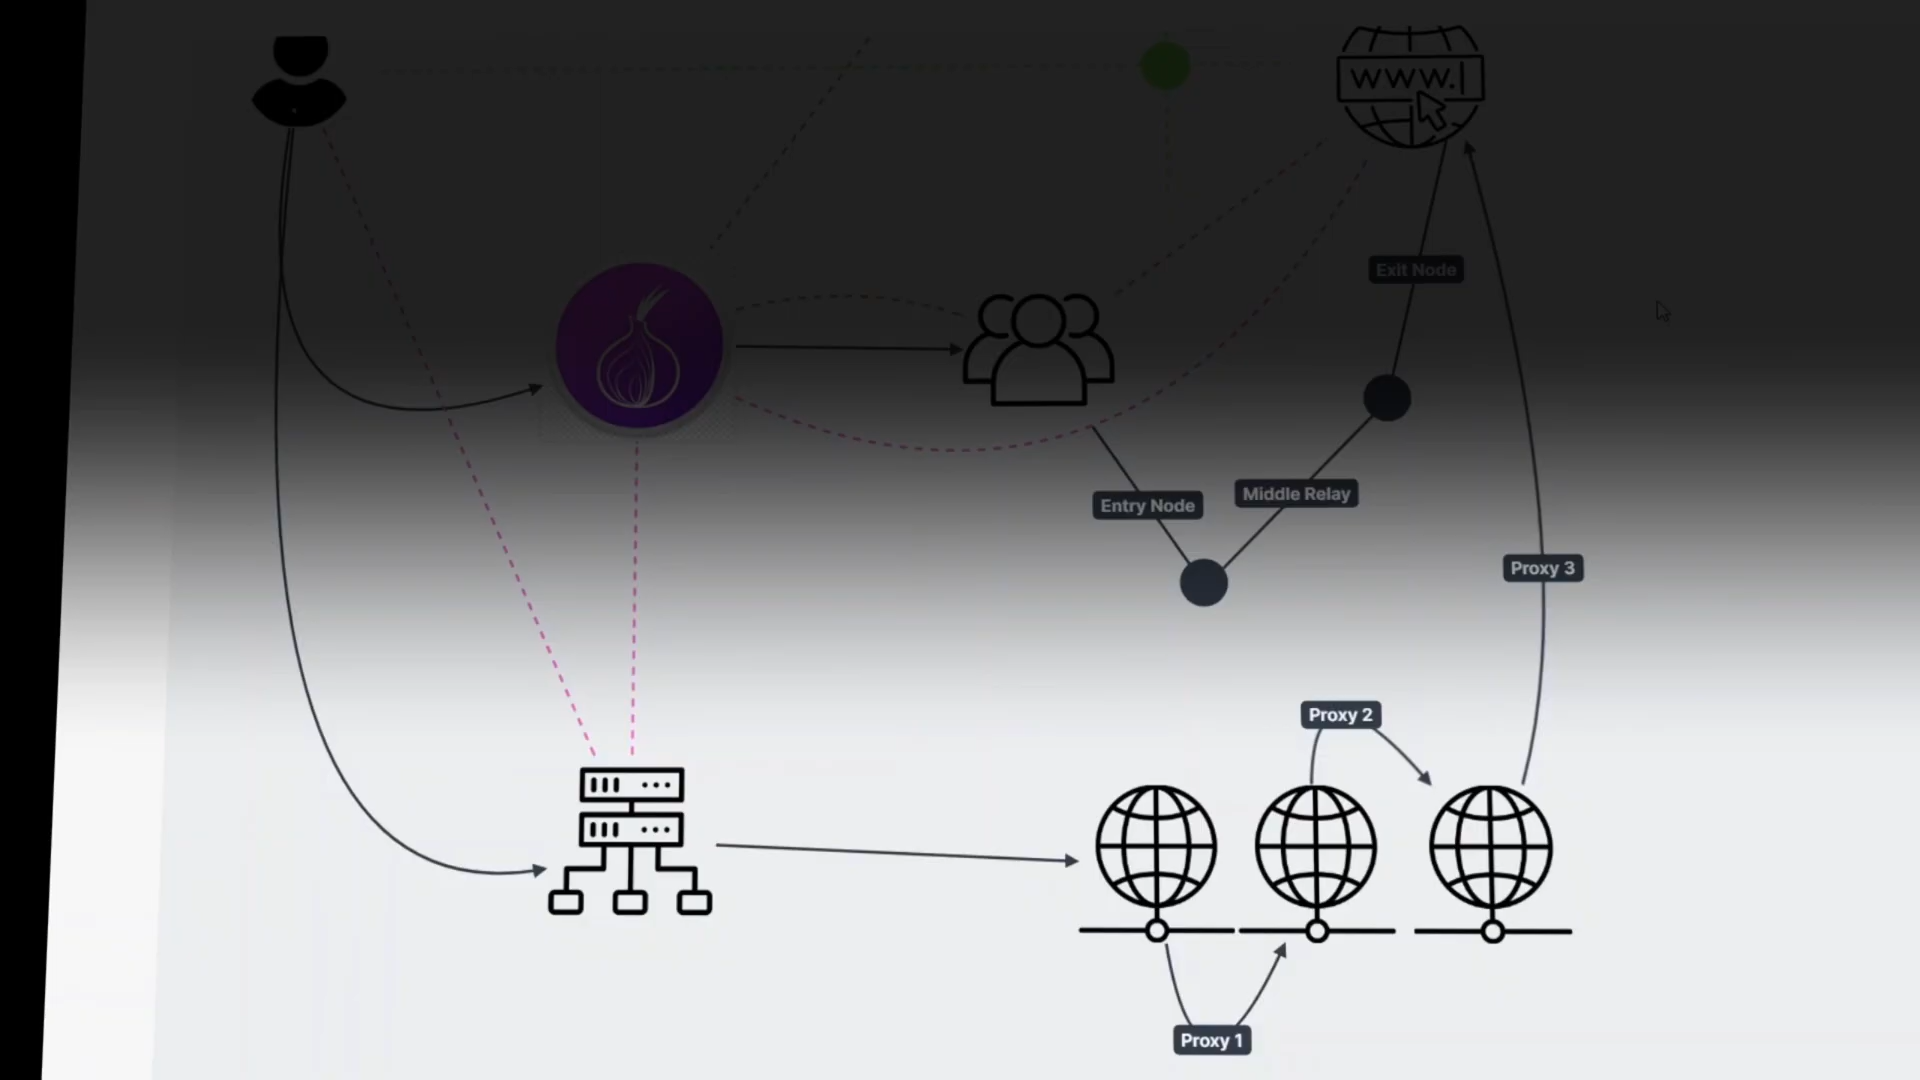 www.
Exit Node
Middle Relay
Entry Node
Proxy 3
Proxy 2
Proxy 1